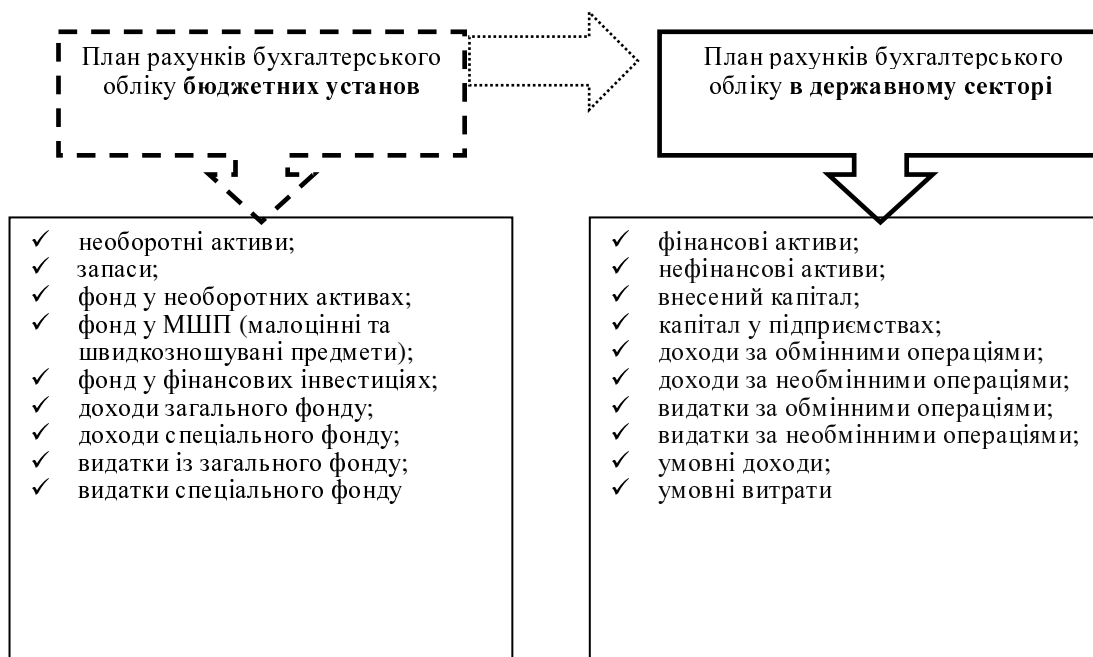 План рахунків бухгалтерського
обліку бюджетних установ
План рахунків бухгалтерського
обліку в державному секторі
✓ необоротні активи;
✓ запаси;
✓ фонд у необоротних активах;
✓ фонд у МШП (малоцінні та
швидкозношувані предмети);
✓ фонд у фінансових інвестиціях;
✓ доходи загального фонду;
✓ доходи спеціального фонду;
✓ видатки із загального фонду;
✓ видатки спеціального фонду
✓ фінансові активи;
✓ нефінансові активи;
✓ внесений капітал;
✓ капітал у підприємствах;
✓ доходи за обмінними операціями;
✓ доходи за необмінними операціями;
✓ видатки за обмінними операціями;
✓ видатки за необмінними операціями;
✓ умовні доходи;
✓ умовні витрати